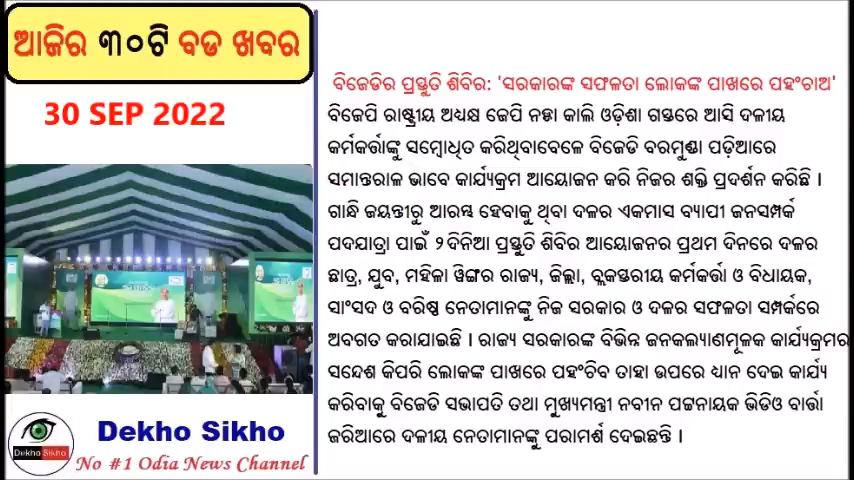 ଆଜିର ୩୦ଟି ବଡ ଖବର
30 SEP 2022
ବିଜେଡିର ପ୍ରସ୍ତୁତି ଶିବିର: 'ସରକାରଙ୍କ ସଫଳତା ଲୋକଙ୍କ ପାଖରେ ପହଂଚାଅ'
ବିଜେପି ରାଷ୍ଟ୍ରୀୟ ଅଧ୍ୟକ୍ଷ ଜେପି ନଡ୍ଡା କାଲି ଓଡ଼ିଶା ଗସ୍ତରେ ଆସି ଦଳୀୟ
କର୍ମକର୍ତ୍ତାଙ୍କୁ ସମ୍ବୋଧିତ କରିଥିବାବେଳେ ବିଜେଡି ବରମୁଣ୍ଡା ପଡ଼ିଆରେ
ସମାନ୍ତରାଳ ଭାବେ କାର୍ଯ୍ୟକ୍ରମ ଆୟୋଜନ କରି ନିଜର ଶକ୍ତି ପ୍ରଦର୍ଶନ କରିଛି ।
ଗାନ୍ଧି ଜୟନ୍ତୀରୁ ଆରମ୍ଭ ହେବାକୁ ଥିବା ଦଳର ଏକମାସ ବ୍ୟାପୀ ଜନସମ୍ପର୍କ
ପଦଯାତ୍ରା ପାଇଁ ୨ ଦିନିଆ ପ୍ରସ୍ତୁତି ଶିବିର ଆୟୋଜନର ପ୍ରଥମ ଦିନରେ ଦଳର
ଛାତ୍ର, ଯୁବ, ମହିଳା ୱିଙ୍ଗର ରାଜ୍ୟ, ଜିଲ୍ଲା, ବ୍ଲକସ୍ତରୀୟ କର୍ମକର୍ତ୍ତା ଓ ବିଧାୟକ,
ସାଂସଦ ଓ ବରିଷ୍ଠ ନେତାମାନଙ୍କୁ ନିଜ ସରକାର ଓ ଦଳର ସଫଳତା ସମ୍ପର୍କରେ
ଅବଗତ କରାଯାଇଛି । ରାଜ୍ୟ ସରକାରଙ୍କ ବିଭିନ୍ନ ଜନକଲ୍ୟାଣମୂଳକ କାର୍ଯ୍ୟକ୍ରମର
ସନ୍ଦେଶ କିପରି ଲୋକଙ୍କ ପାଖରେ ପହଂଚିବ ତାହା ଉପରେ ଧ୍ୟାନ ଦେଇ କାର୍ଯ୍ୟ
କରିବାକୁ ବିଜେଡି ସଭାପତି ତଥା ମୁଖ୍ୟମନ୍ତ୍ରୀ ନବୀନ ପଟ୍ଟନାୟକ ଭିଡିଓ ବାର୍ତ୍ତା
ଜରିଆରେ ଦଳୀୟ ନେତାମାନଙ୍କୁ ପରାମର୍ଶ ଦେଇଛନ୍ତି ।
Dekho Sikho
Dekho Sikho
No #1 Odia News Channel